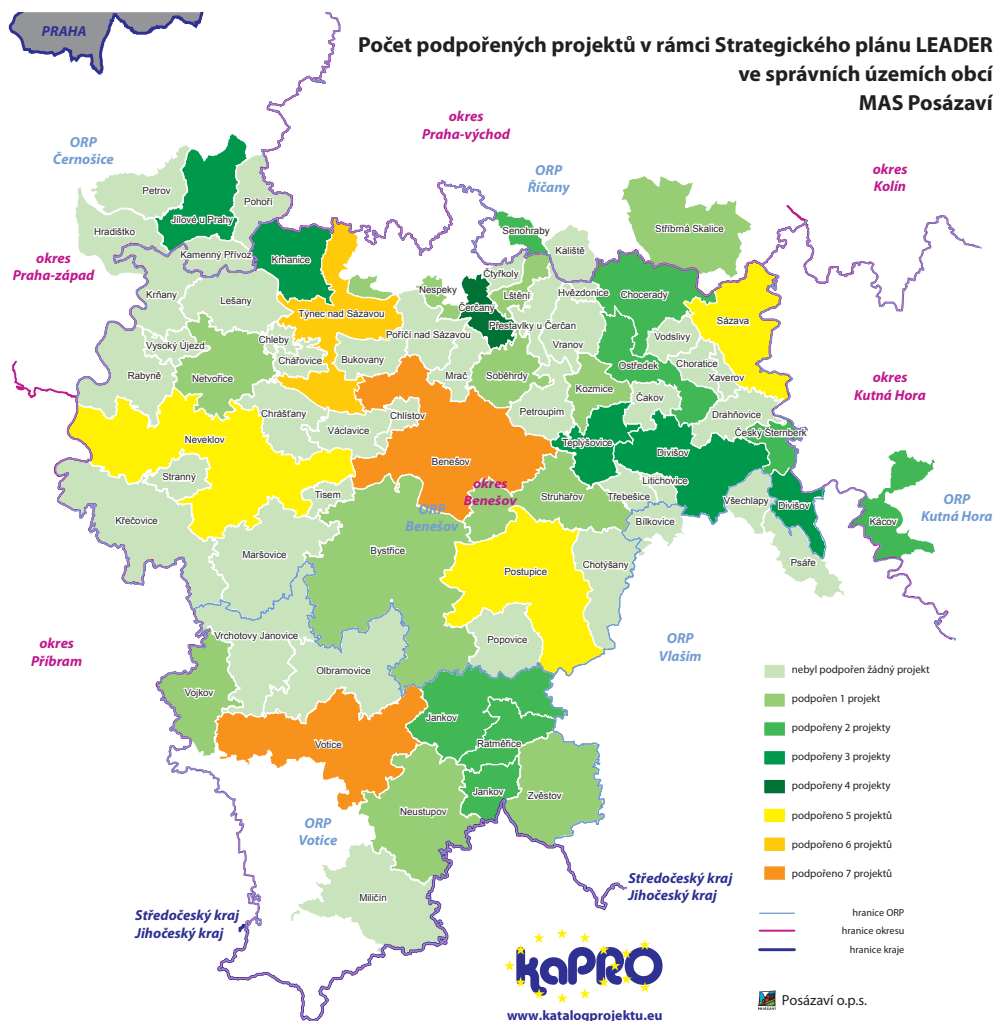 PRAHA
Počet podpořených projektů v rámci Strategického plánu LEADER
ve správních územích obcí
MAS Posázaví
okres
Praha-východ
ORP
Černošice
ORP
Říčany
okres
Kolín
Petrov
Pohoří
Jílové u Prahy
Hradištko
Senohraby
Stříbrná Skalice
Kaliště
Kamenný Přívoz
okres
Praha-západ
Krhanice
Čtyřkoly
Krňany
Lešany
Nespeky
Lštění
Hvězdonice
Chocerady
Čerčany
Týnec nad Sázavou
Přestavlky u Čerčan
Sázava
Poříčí nad Sázavou
Vodslivy
Chleby
Vysoký Újezd
Vranov
Chářovice
Bukovany
Ostředek
Choratice
Rabyně
Netvořice
Mrač
Soběhrdy
Xaverov
okres
Kutná Hora
Kozmice
Čakov
Chrášťany
Chlístov
Petroupim
Drahňovice
Václavice
Český Šternberk
Neveklov
Teplýšovice
Divišov
Benešov
Stranný
Litichovice
Tisem
okres
Benešov
Struhařov
Třebešice
Všechlapy
Divišov
ORP
Kutná Hora
Křečovice
ORP
Benešov
Bílkovice
Kácov
Maršovice
Bystřice
Psáře
Postupice
Chotýšany
okres
Příbram
Vrchotovy Janovice
Popovice
ORP
Vlašim
Olbramovice
Vojkov
Jankov
Votice
Ratměřice
Jankov
Zvěstov
Neustupov
ORP
Votice
Miličín
Středočeský kraj
Jihočeský kraj
Středočeský kraj
Jihočeský kraj
nebyl podpořen žádný projekt
podpořen 1 projekt
podpořeny 2 projekty
podpořeny 3 projekty
podpořeny 4 projekty
podpořeno 5 projektů
podpořeno 6 projektů
podpořeno 7 projektů
hranice ORP
hranice okresu
hranice kraje
kaPRO
www.katalogprojektu.eu
POSÁZAVÍ
Posázaví o.p.s.